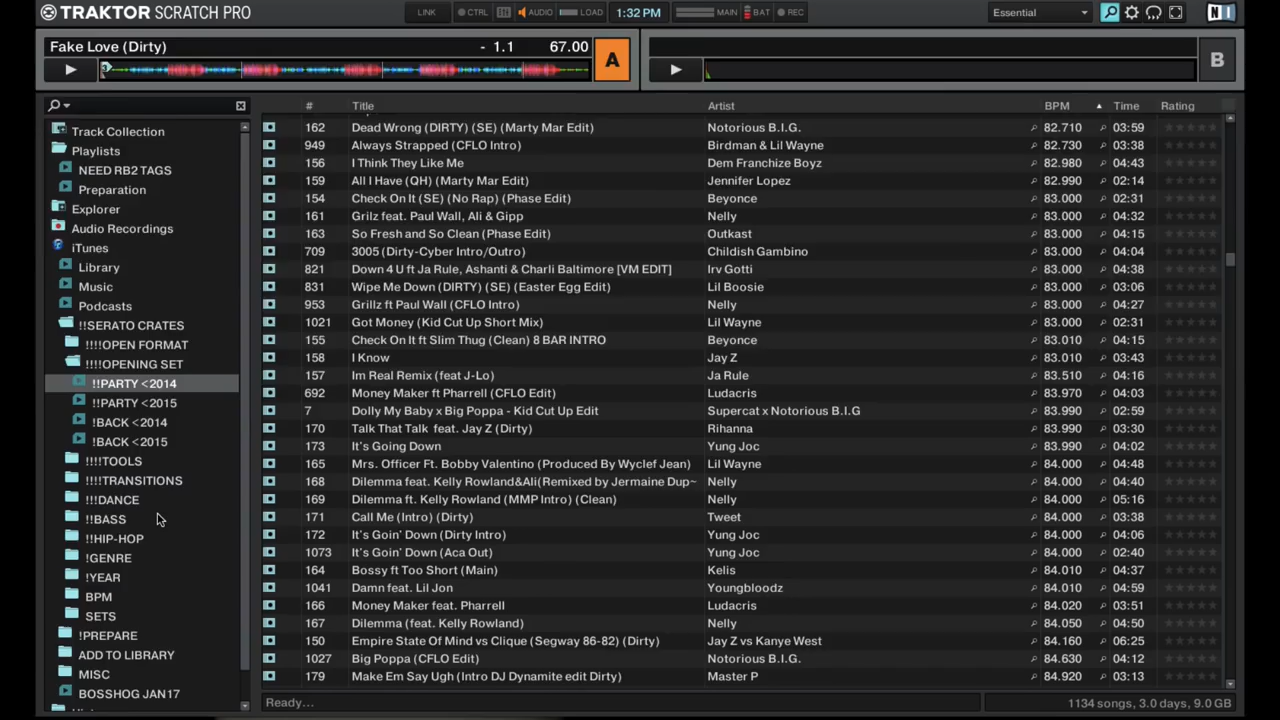 TRAKTOR SCRATCH PRO
LINK CTRL IN AUDIO LOAD 1:32 PM MAIN BAT REC Essential NI
Fake Love (Dirty) - 1.1 67.00 A B
# Title Artist BPM Time Rating
Track Collection
Playlists
NEED RB2 TAGS
Preparation
Explorer
Audio Recordings
iTunes
Library
Music
Podcasts
!!SERATO CRATES
!!!!OPEN FORMAT
!!!!OPENING SET
!!PARTY <2014
!!PARTY <2015
!BACK <2014
!BACK <2015
!!!!TOOLS
!!!!TRANSITIONS
!!!DANCE
!!BASS
!!HIP-HOP
!GENRE
!YEAR
BPM
SETS
!PREPARE
ADD TO LIBRARY
MISC
BOSSHOG JAN17
162 Dead Wrong (DIRTY) (SE) (Marty Mar Edit) Notorious B.I.G. 82.710 03:59
949 Always Strapped (CFLO Intro) Birdman & Lil Wayne 82.730 03:38
156 I Think They Like Me Dem Franchize Boyz 82.980 04:43
159 All I Have (QH) (Marty Mar Edit) Jennifer Lopez 82.990 02:14
154 Check On It (SE) (No Rap) (Phase Edit) Beyonce 83.000 02:31
161 Grilz feat. Paul Wall, Ali & Gipp Nelly 83.000 04:32
163 So Fresh and So Clean (Phase Edit) Outkast 83.000 04:15
709 3005 (Dirty-Cyber Intro/Outro) Childish Gambino 83.000 04:04
821 Down 4 U ft Ja Rule, Ashanti & Charli Baltimore [VM EDIT] Irv Gotti 83.000 04:38
831 Wipe Me Down (DIRTY) (SE) (Easter Egg Edit) Lil Boosie 83.000 03:06
953 Grillz ft Paul Wall (CFLO Intro) Nelly 83.000 04:27
1021 Got Money (Kid Cut Up Short Mix) Lil Wayne 83.000 02:31
155 Check On It ft Slim Thug (Clean) 8 BAR INTRO Beyonce 83.010 04:15
158 I Know Jay Z 83.010 03:43
157 Im Real Remix (feat J-Lo) Ja Rule 83.510 04:16
692 Money Maker ft Pharrell (CFLO Edit) Ludacris 83.970 04:03
7 Dolly My Baby x Big Poppa - Kid Cut Up Edit Supercat x Notorious B.I.G 83.990 02:59
170 Talk That Talk feat. Jay Z (Dirty) Rihanna 83.990 03:30
173 It's Going Down Yung Joc 83.990 04:02
165 Mrs. Officer Ft. Bobby Valentino (Produced By Wyclef Jean) Lil Wayne 84.000 04:48
168 Dilemma feat. Kelly Rowland&Ali(Remixed by Jermaine Dup~ Nelly 84.000 04:50
169 Dilemma ft. Kelly Rowland (MMP Intro) (Clean) Nelly 84.000 05:16
171 Call Me (Intro) (Dirty) Tweet 84.000 03:38
172 It's Goin' Down (Dirty Intro) Yung Joc 84.000 04:06
1073 It's Goin' Down (Aca Out) Yung Joc 84.000 02:40
164 Bossy ft Too Short (Main) Kelis 84.010 04:37
1041 Damn feat. Lil Jon Youngbloodz 84.010 04:59
166 Money Maker feat. Pharrell Ludacris 84.020 03:51
167 Dilemma (feat. Kelly Rowland) Nelly 84.050 04:50
150 Empire State Of Mind vs Clique (Segway 86-82) (Dirty) Jay Z vs Kanye West 84.160 06:25
1027 Big Poppa (CFLO Edit) Notorious B.I.G. 84.630 04:12
179 Make Em Say Ugh (Intro DJ Dynamite edit Dirty) Master P 84.920 03:13
Ready... 1134 songs, 3.0 days, 9.0 GB